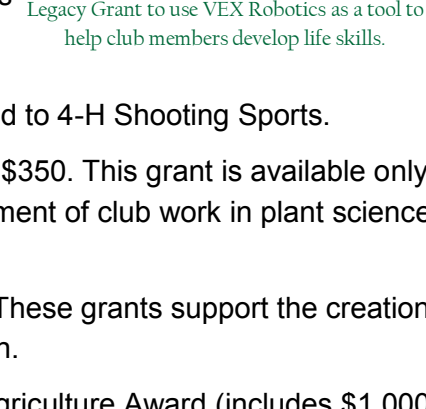 Legacy Grant to use VEX Robotics as a tool to
help club members develop life skills.
d to 4-H Shooting Sports.
$350. This grant is available only
ment of club work in plant science
These grants support the creation
n.
griculture Award (includes $1,000